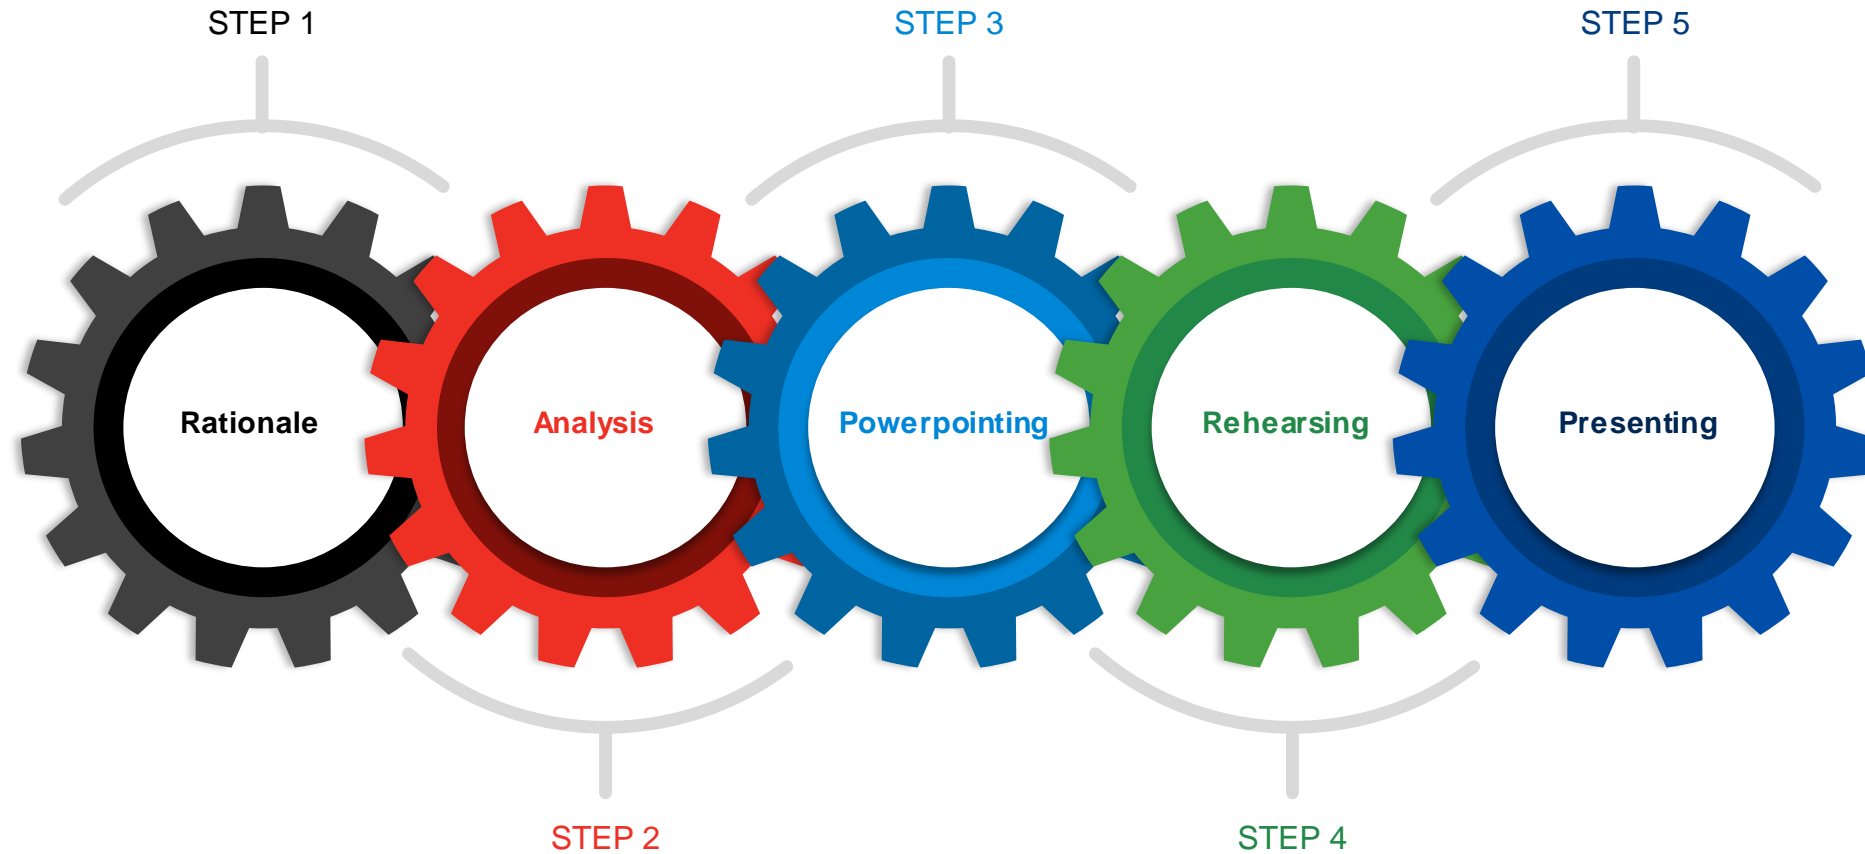 STEP 1
STEP 3
STEP 5
Rationale
Analysis
Powerpointing
Rehearsing
Presenting
STEP 2
STEP 4